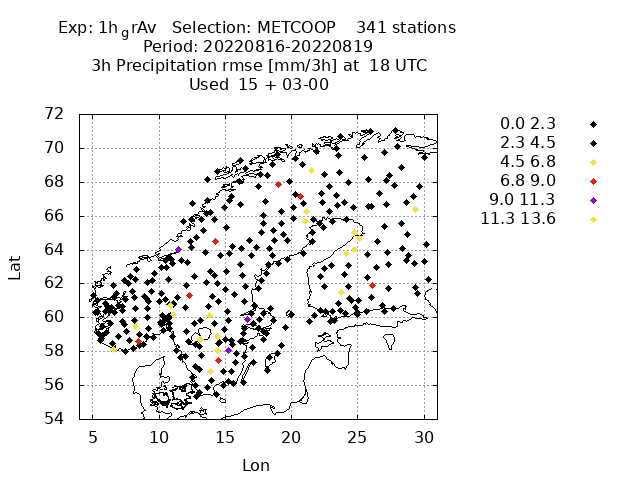 Exp: 1hgrAv   Selection: METCOOP    341 stations
Period: 20220816-20220819
3h Precipitation rmse [mm/3h] at  18 UTC
Used  15 + 03-00
0.0 2.3
2.3 4.5
4.5 6.8
6.8 9.0
9.0 11.3
11.3 13.6
72
70
68
66
64
62
60
58
56
54
Lat
5 10 15 20 25 30
Lon